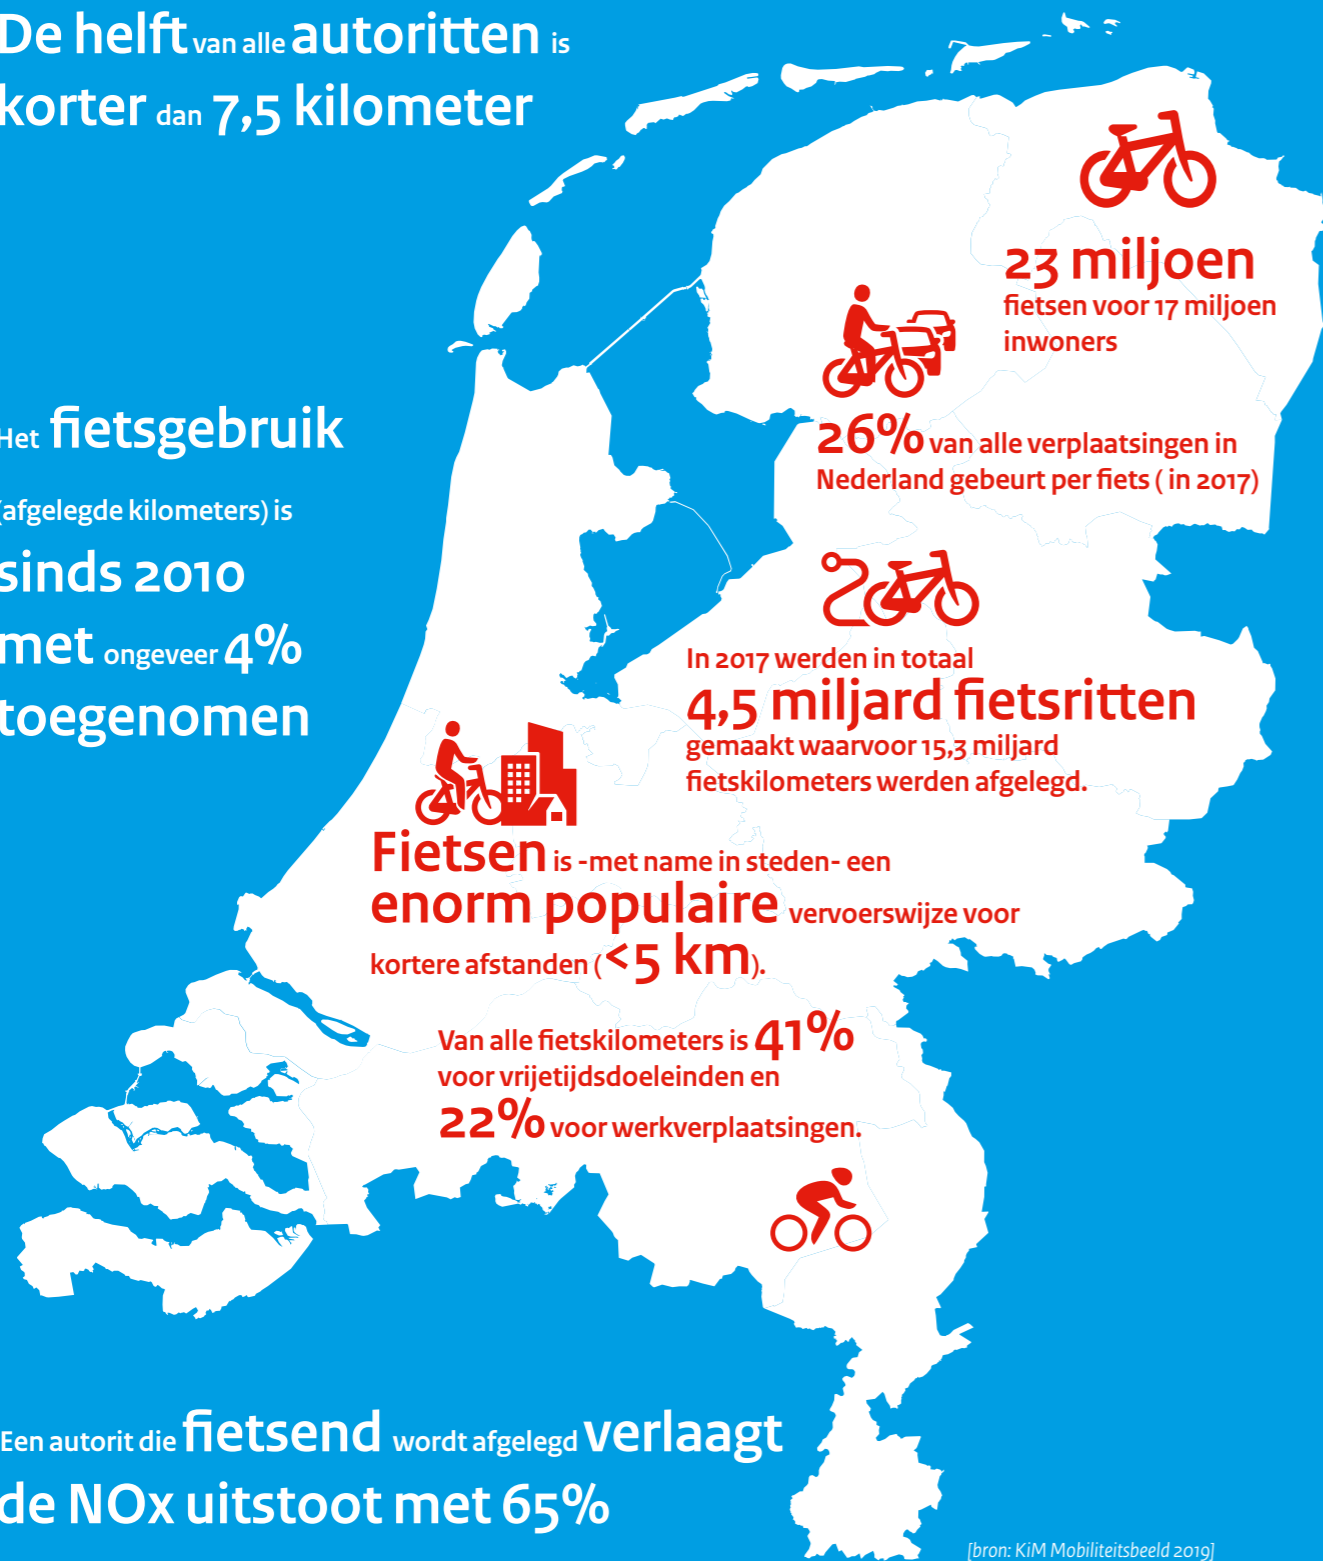 De helft van alle autoritten is
korter dan 7,5 kilometer
23 miljoen
fietsen voor 17 miljoen
inwoners
26% van alle verplaatsingen in
Nederland gebeurt per fiets ( in 2017)
Het fietsgebruik
(afgelegde kilometers) is
sinds 2010
met ongeveer 4%
toegenomen
In 2017 werden in totaal
4,5 miljard fietsritten
gemaakt waarvoor 15,3 miljard
fietskilometers werden afgelegd.
Fietsen is -met name in steden- een
enorm populaire vervoerswijze voor
kortere afstanden (<5 km).
Van alle fietskilometers is 41%
voor vrijetijdsdoeleinden en
22% voor werkverplaatsingen.
Een autorit die fietsend wordt afgelegd verlaagt
de NOx uitstoot met 65%
[bron: KiM Mobiliteitsbeeld 2019]